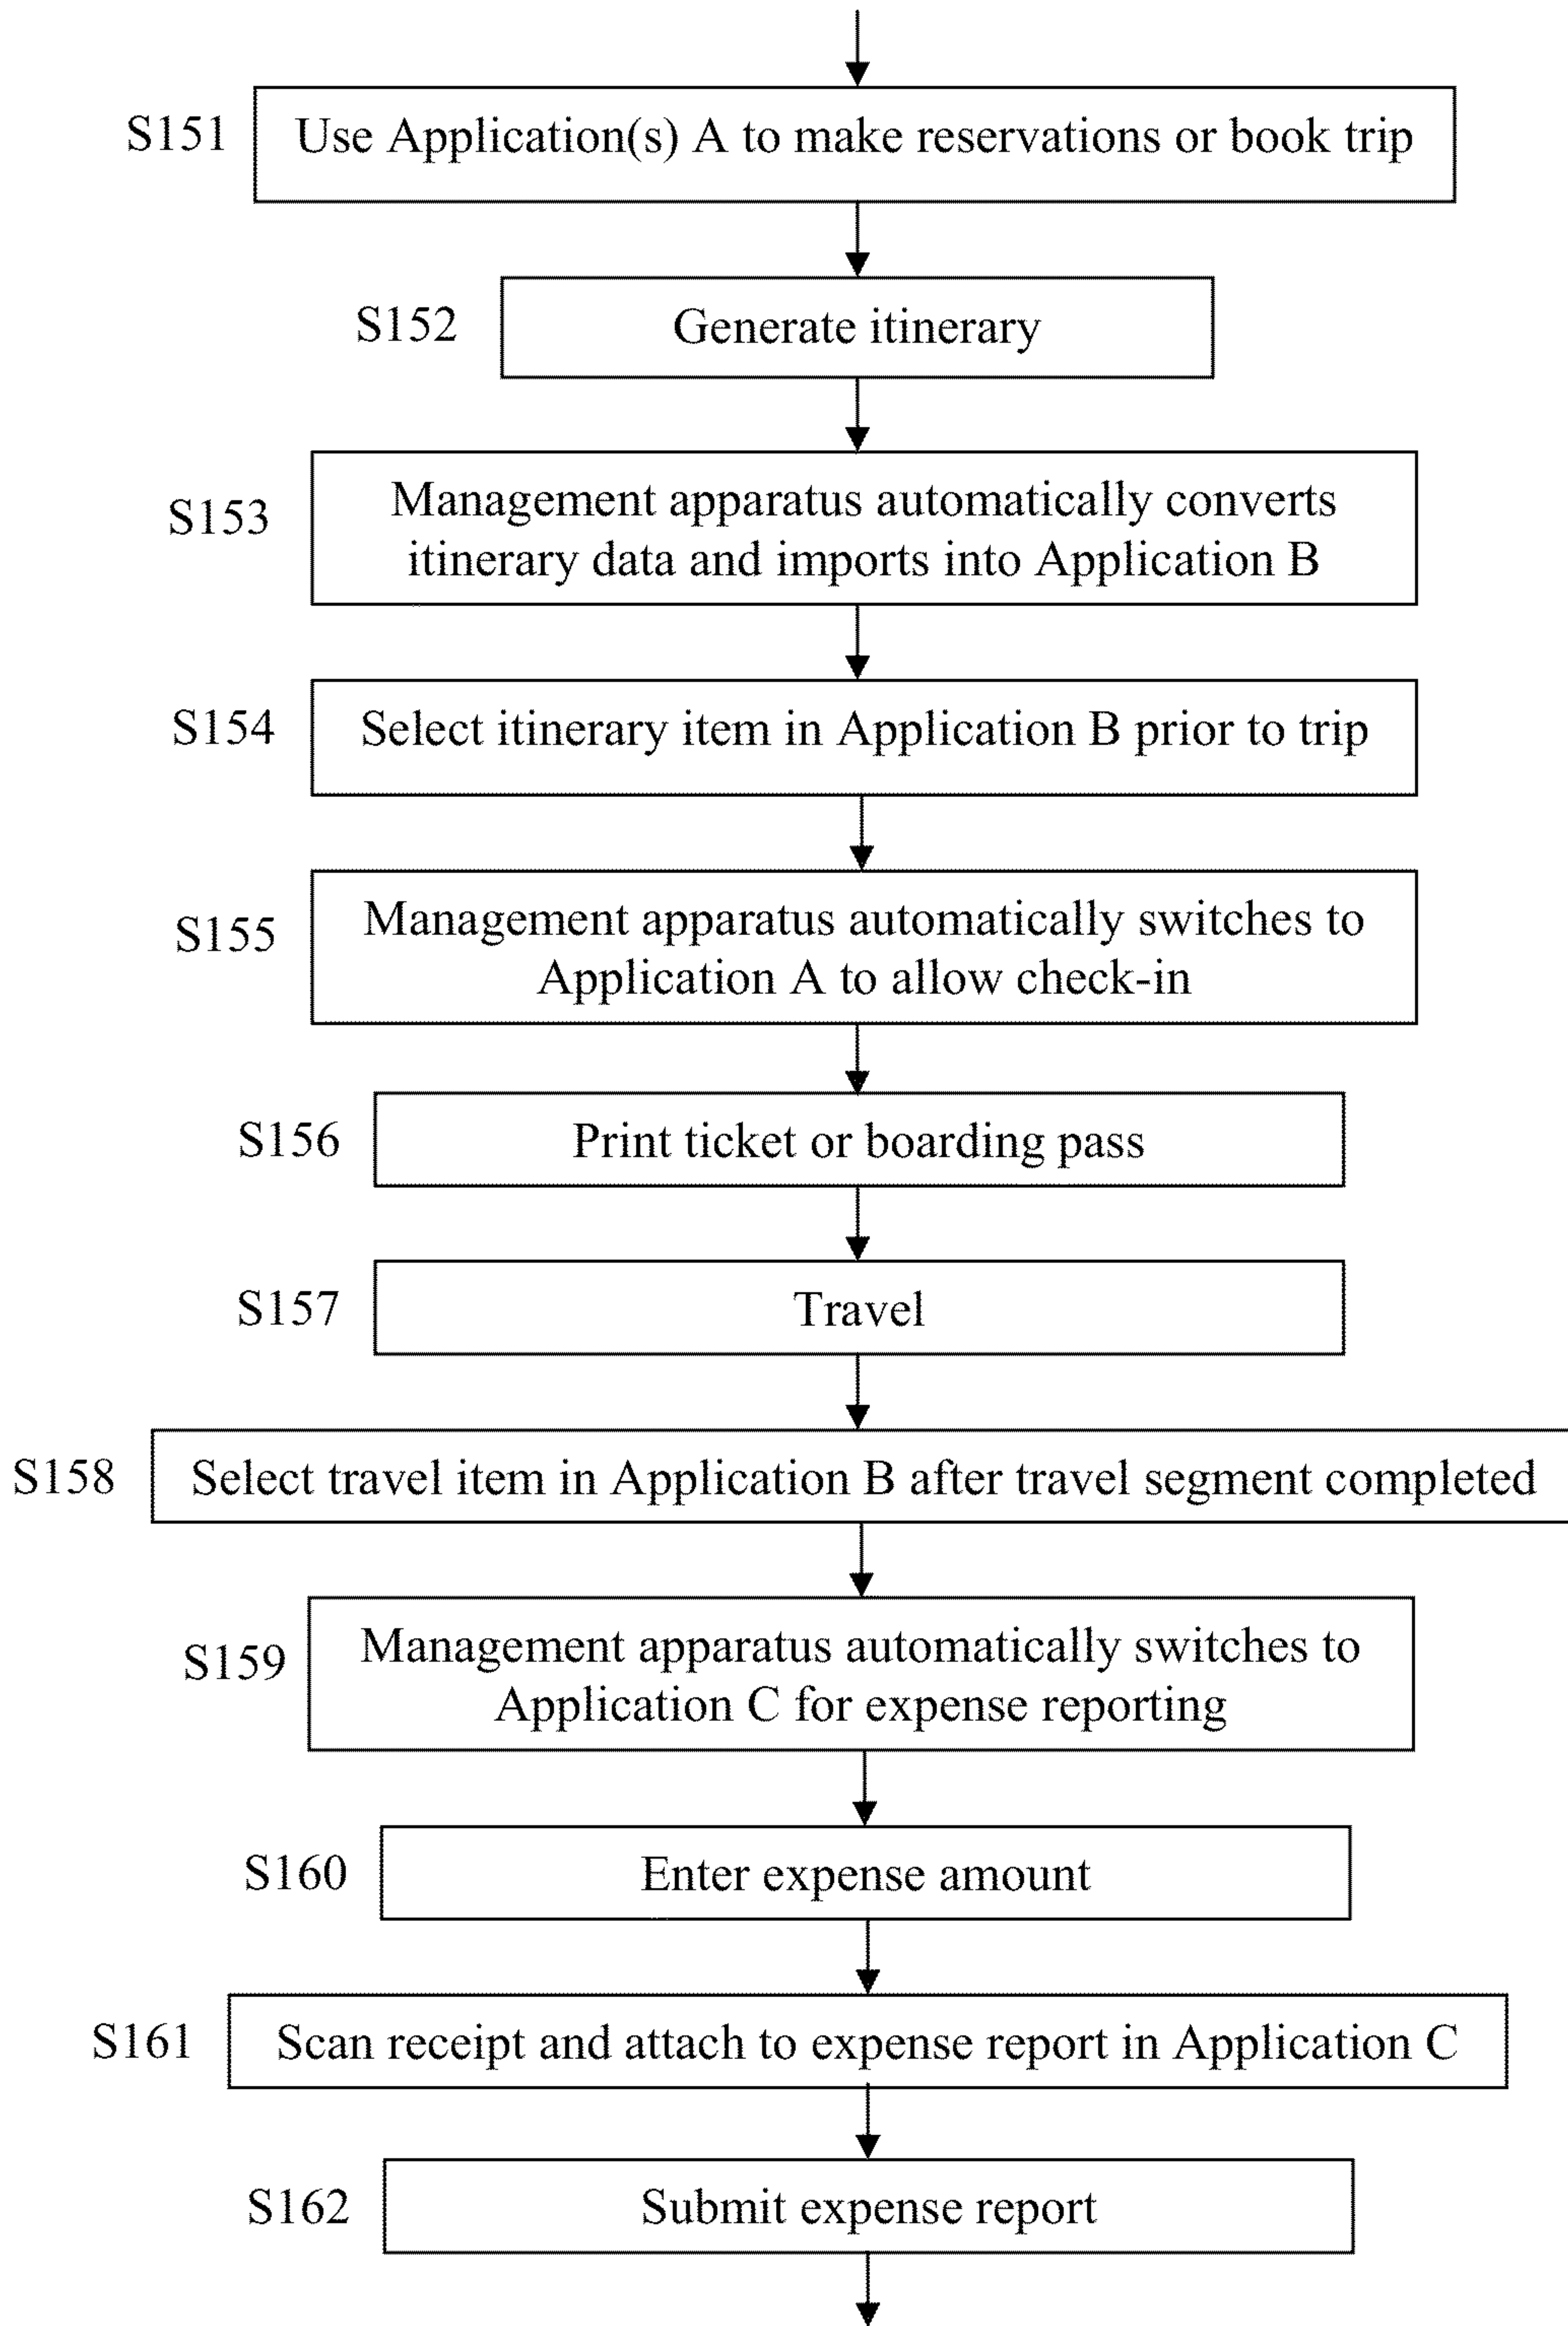 S151
Use Application(s) A to make reservations or book trip
S152
Generate itinerary
S153
Management apparatus automatically converts
itinerary data and imports into Application B
S154
Select itinerary item in Application B prior to trip
S155
Management apparatus automatically switches to
Application A to allow check-in
S156
Print ticket or boarding pass
S157
Travel
S158
Select travel item in Application B after travel segment completed
S159
Management apparatus automatically switches to
Application C for expense reporting
S160
Enter expense amount
S161
Scan receipt and attach to expense report in Application C
S162
Submit expense report